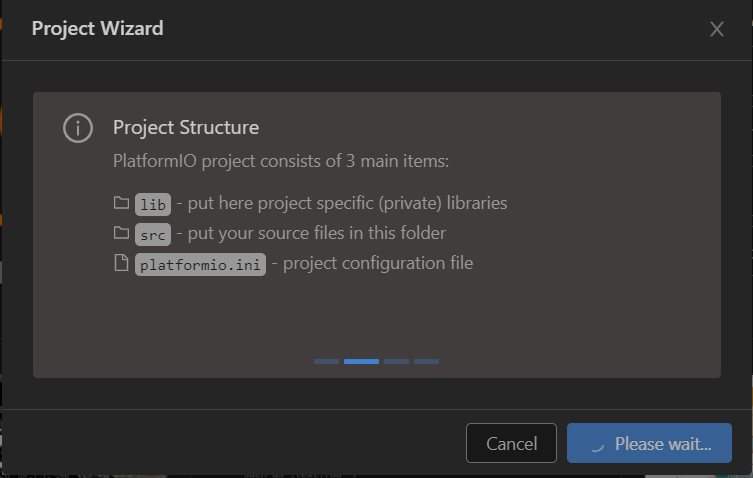 Project Wizard
Project Structure
PlatformIO project consists of 3 main items:
lib - put here project specific (private) libraries
src - put your source files in this folder
platformio.ini - project configuration file
Cancel
Please wait...